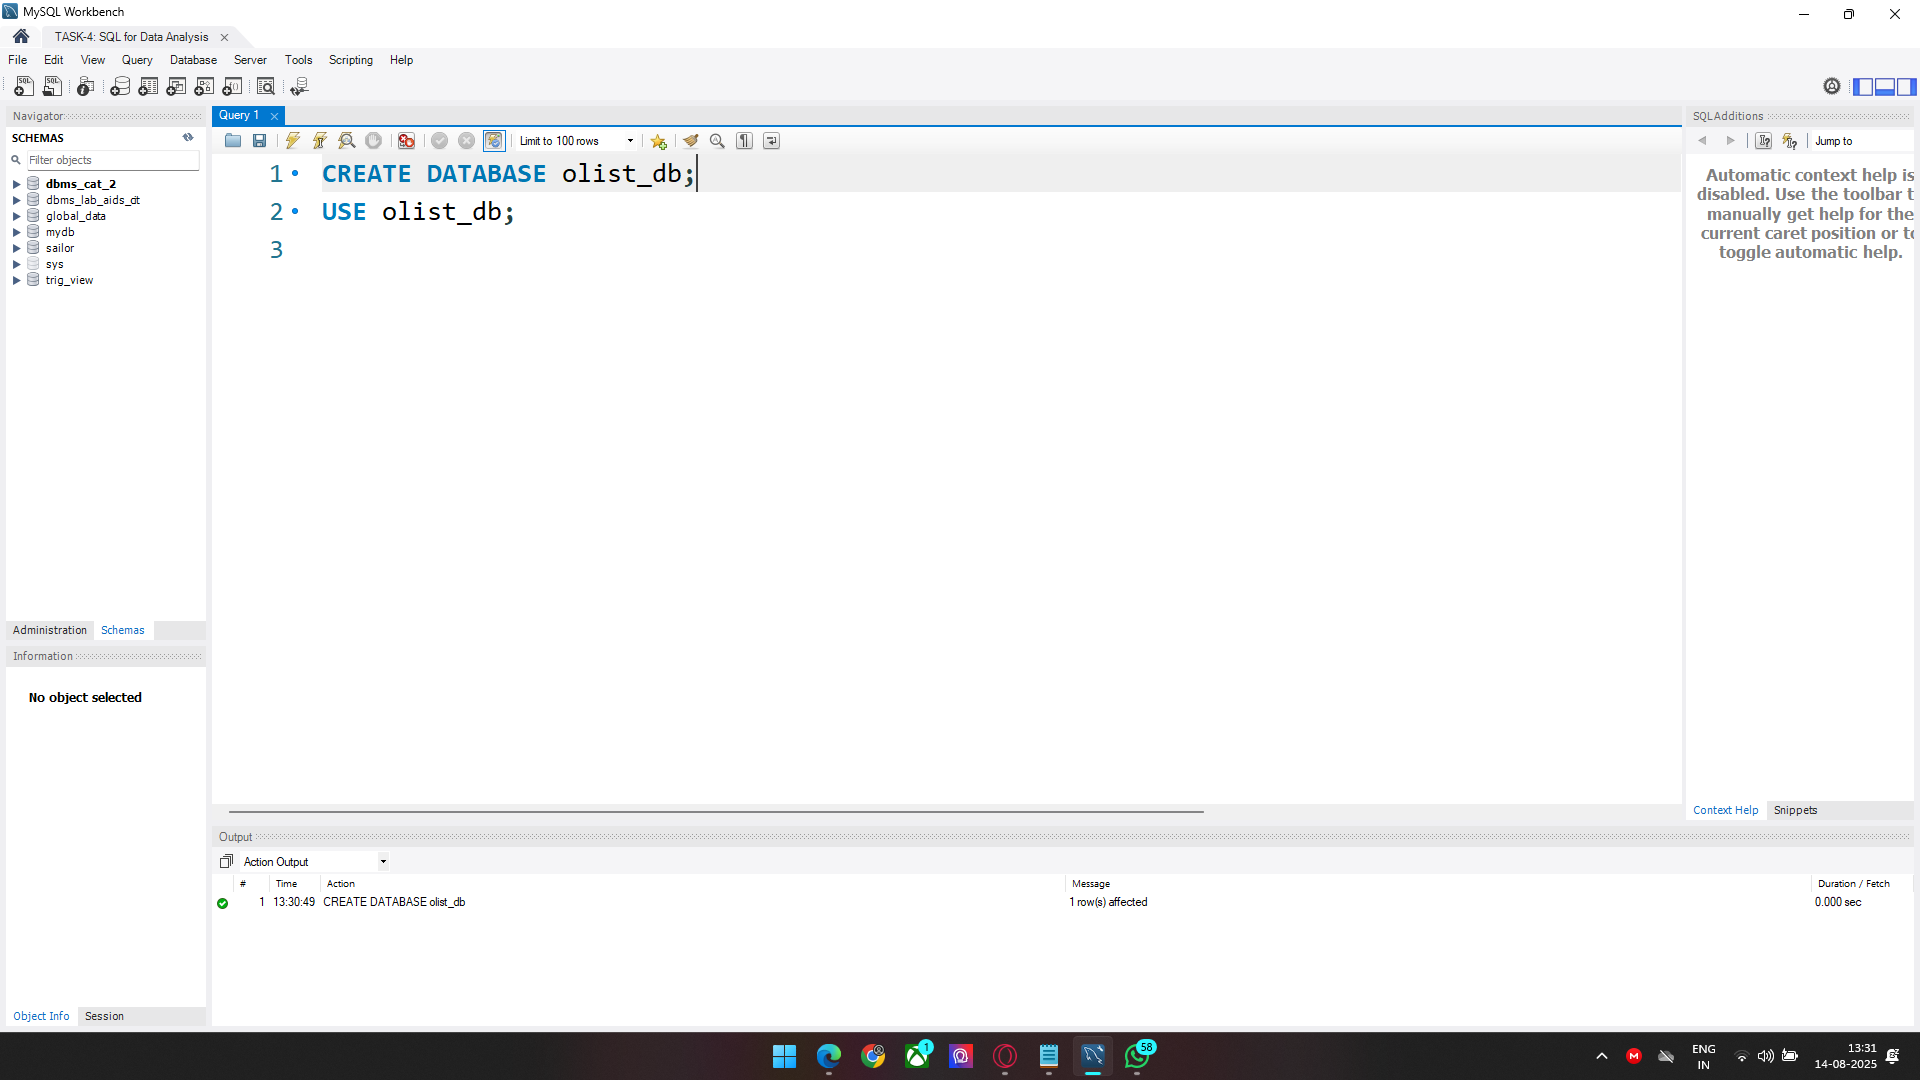 MySQL Workbench
TASK-4: SQL for Data Analysis
File Edit View Query Database Server Tools Scripting Help
Navigator
SCHEMAS
Filter objects
dbms_cat_2
dbms_lab_aids_dt
global_data
mydb
sailor
sys
trig_view
Administration Schemas
Information
No object selected
Object Info Session
Query 1
Limit to 100 rows
1 CREATE DATABASE olist_db;
2 USE olist_db;
3
SQLAdditions
Jump to
Automatic context help is
disabled. Use the toolbar t
manually get help for the
current caret position or to
toggle automatic help.
Context Help Snippets
Output
Action Output
# Time Action Message Duration / Fetch
1 13:30:49 CREATE DATABASE olist_db 1 row(s) affected 0.000 sec
1
58
ENG
IN
13:31
14-08-2025